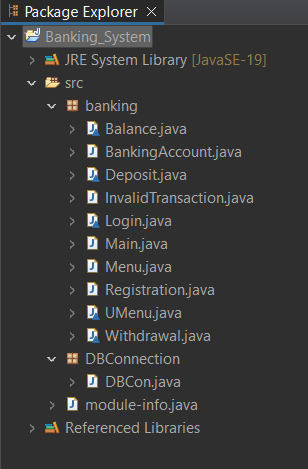 Package Explorer
Banking_System
JRE System Library [JavaSE-19]
src
banking
Balance.java
BankingAccount.java
Deposit.java
InvalidTransaction.java
Login.java
Main.java
Menu.java
Registration.java
UMenu.java
Withdrawal.java
DBConnection
DBCon.java
module-info.java
Referenced Libraries